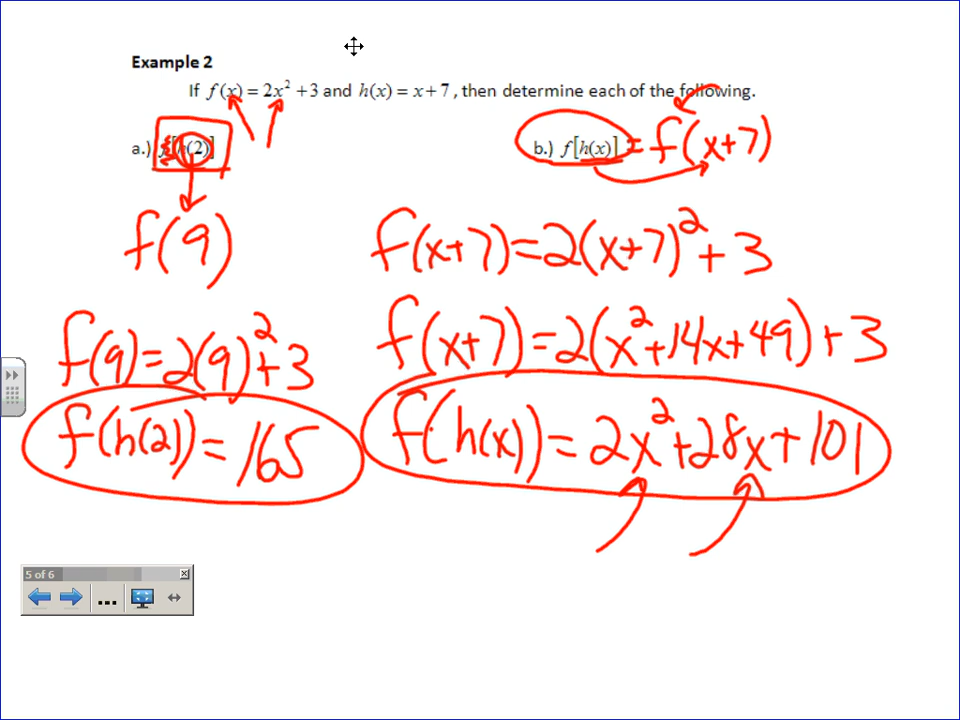 Example 2
If f(x) = 2x² + 3 and h(x) = x + 7, then determine each of the following.
a.) f[h(2)]
b.) f[h(x)] = f(x+7)
f(9)
f(x+7)=2(x+7)²+3
f(9)=2(9)²+3
f(x+7)=2(x²+14x+49)+3
f(h(2))=165
f(h(x))=2x²+28x+101
5 of 6
...